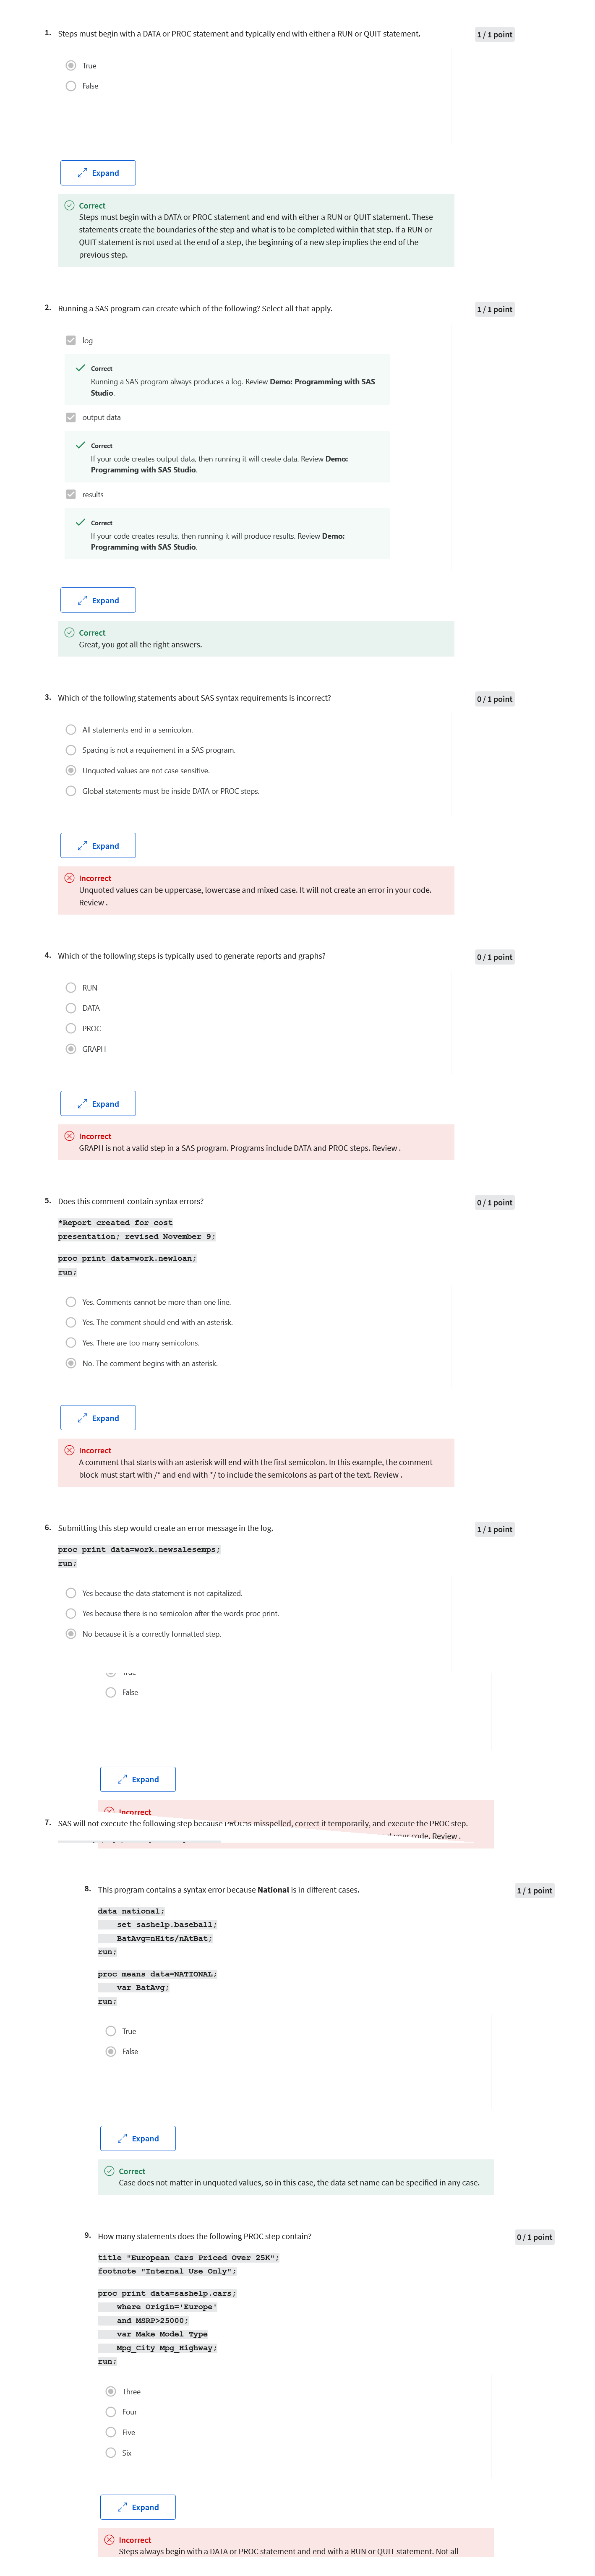 1. Steps must begin with a DATA or PROC statement and typically end with either a RUN or QUIT statement.
1 / 1 point
True
False
Expand
Correct
Steps must begin with a DATA or PROC statement and end with either a RUN or QUIT statement. These
statements create the boundaries of the step and what is to be completed within that step. If a RUN or
QUIT statement is not used at the end of a step, the beginning of a new step implies the end of the
previous step.
2. Running a SAS program can create which of the following? Select all that apply.
1 / 1 point
log
Correct
Running a SAS program always produces a log. Review Demo: Programming with SAS
Studio.
output data
Correct
If your code creates output data, then running it will create data. Review Demo:
Programming with SAS Studio.
results
Correct
If your code creates results, then running it will produce results. Review Demo:
Programming with SAS Studio.
Expand
Correct
Great, you got all the right answers.
3. Which of the following statements about SAS syntax requirements is incorrect?
0 / 1 point
All statements end in a semicolon.
Spacing is not a requirement in a SAS program.
Unquoted values are not case sensitive.
Global statements must be inside DATA or PROC steps.
Expand
Incorrect
Unquoted values can be uppercase, lowercase and mixed case. It will not create an error in your code.
Review .
4. Which of the following steps is typically used to generate reports and graphs?
0 / 1 point
RUN
DATA
PROC
GRAPH
Expand
Incorrect
GRAPH is not a valid step in a SAS program. Programs include DATA and PROC steps. Review .
5. Does this comment contain syntax errors?
0 / 1 point
*Report created for cost
presentation; revised November 9;
proc print data=work.newloan;
run;
Yes. Comments cannot be more than one line.
Yes. The comment should end with an asterisk.
Yes. There are too many semicolons.
No. The comment begins with an asterisk.
Expand
Incorrect
A comment that starts with an asterisk will end with the first semicolon. In this example, the comment
block must start with /* and end with */ to include the semicolons as part of the text. Review .
6. Submitting this step would create an error message in the log.
1 / 1 point
proc print data=work.newsalesemps;
run;
Yes because the data statement is not capitalized.
Yes because there is no semicolon after the words proc print.
No because it is a correctly formatted step.
True
False
Expand
Incorrect
7. SAS will not execute the following step because PROC is misspelled, correct it temporarily, and execute the PROC step.
your code. Review .
8. This program contains a syntax error because National is in different cases.
1 / 1 point
data national;
set sashelp.baseball;
BatAvg=nHits/nAtBat;
run;
proc means data=NATIONAL;
var BatAvg;
run;
True
False
Expand
Correct
Case does not matter in unquoted values, so in this case, the data set name can be specified in any case.
9. How many statements does the following PROC step contain?
0 / 1 point
title "European Cars Priced Over 25K";
footnote "Internal Use Only";
proc print data=sashelp.cars;
where Origin='Europe'
and MSRP>25000;
var Make Model Type
Mpg_City Mpg_Highway;
run;
Three
Four
Five
Six
Expand
Incorrect
Steps always begin with a DATA or PROC statement and end with a RUN or QUIT statement. Not all